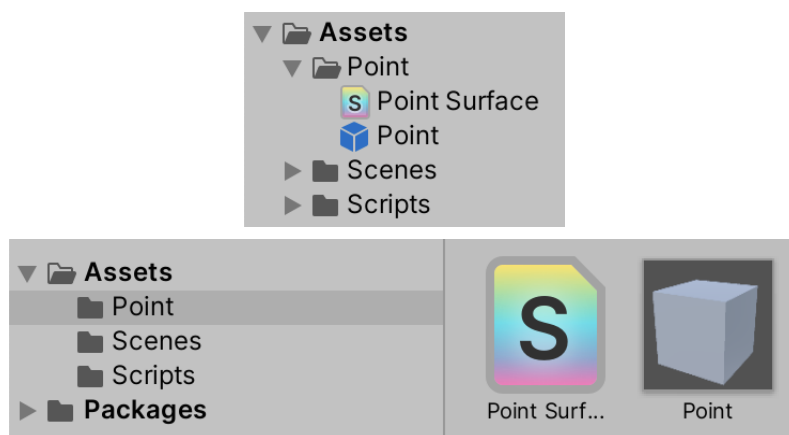 Assets
Point
S Point Surface
Point
Scenes
Scripts
Assets
Point
Scenes
Scripts
Packages
S
Point Surf...
Point